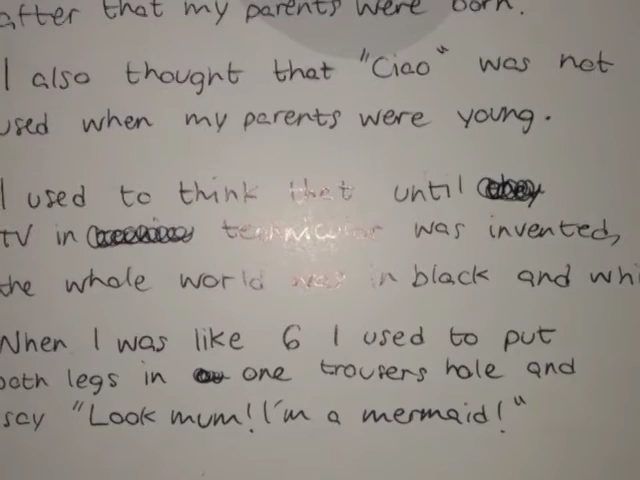 after that my parents were born.
I also thought that "Ciao" was not
used when my parents were young.
I used to think that until
TV in technicolor was invented,
the whole world was in black and whi
When I was like 6 I used to put
both legs in one trousers hole and
say "Look mum! I'm a mermaid!"